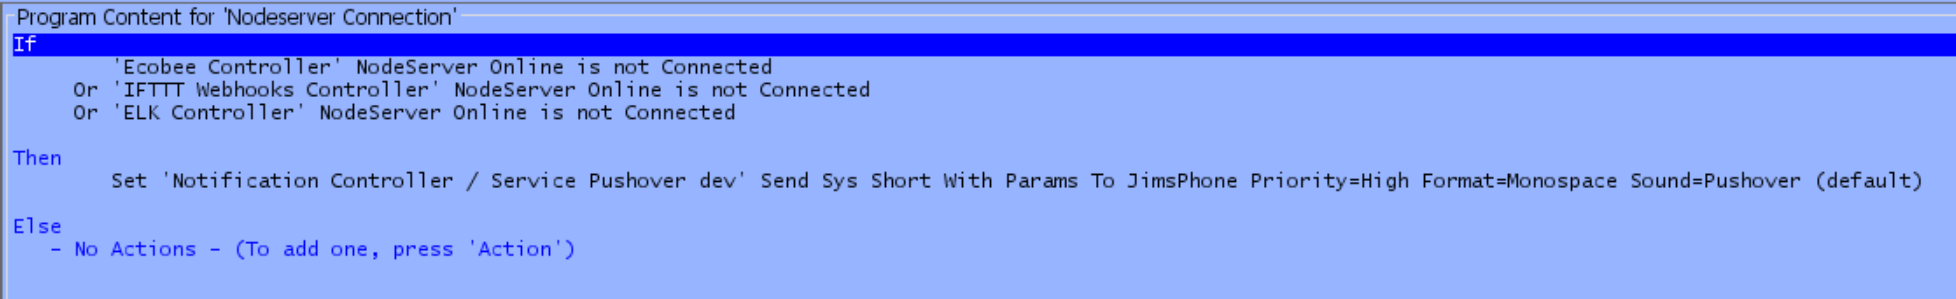 Program Content for 'Nodeserver Connection'
If
'Ecobee Controller' NodeServer Online is not Connected
Or 'IFTTT Webhooks Controller' NodeServer Online is not Connected
Or 'ELK Controller' NodeServer Online is not Connected
Then
Set 'Notification Controller / Service Pushover dev' Send Sys Short With Params To JimsPhone Priority=High Format=Monospace Sound=Pushover (default)
Else
- No Actions - (To add one, press 'Action')